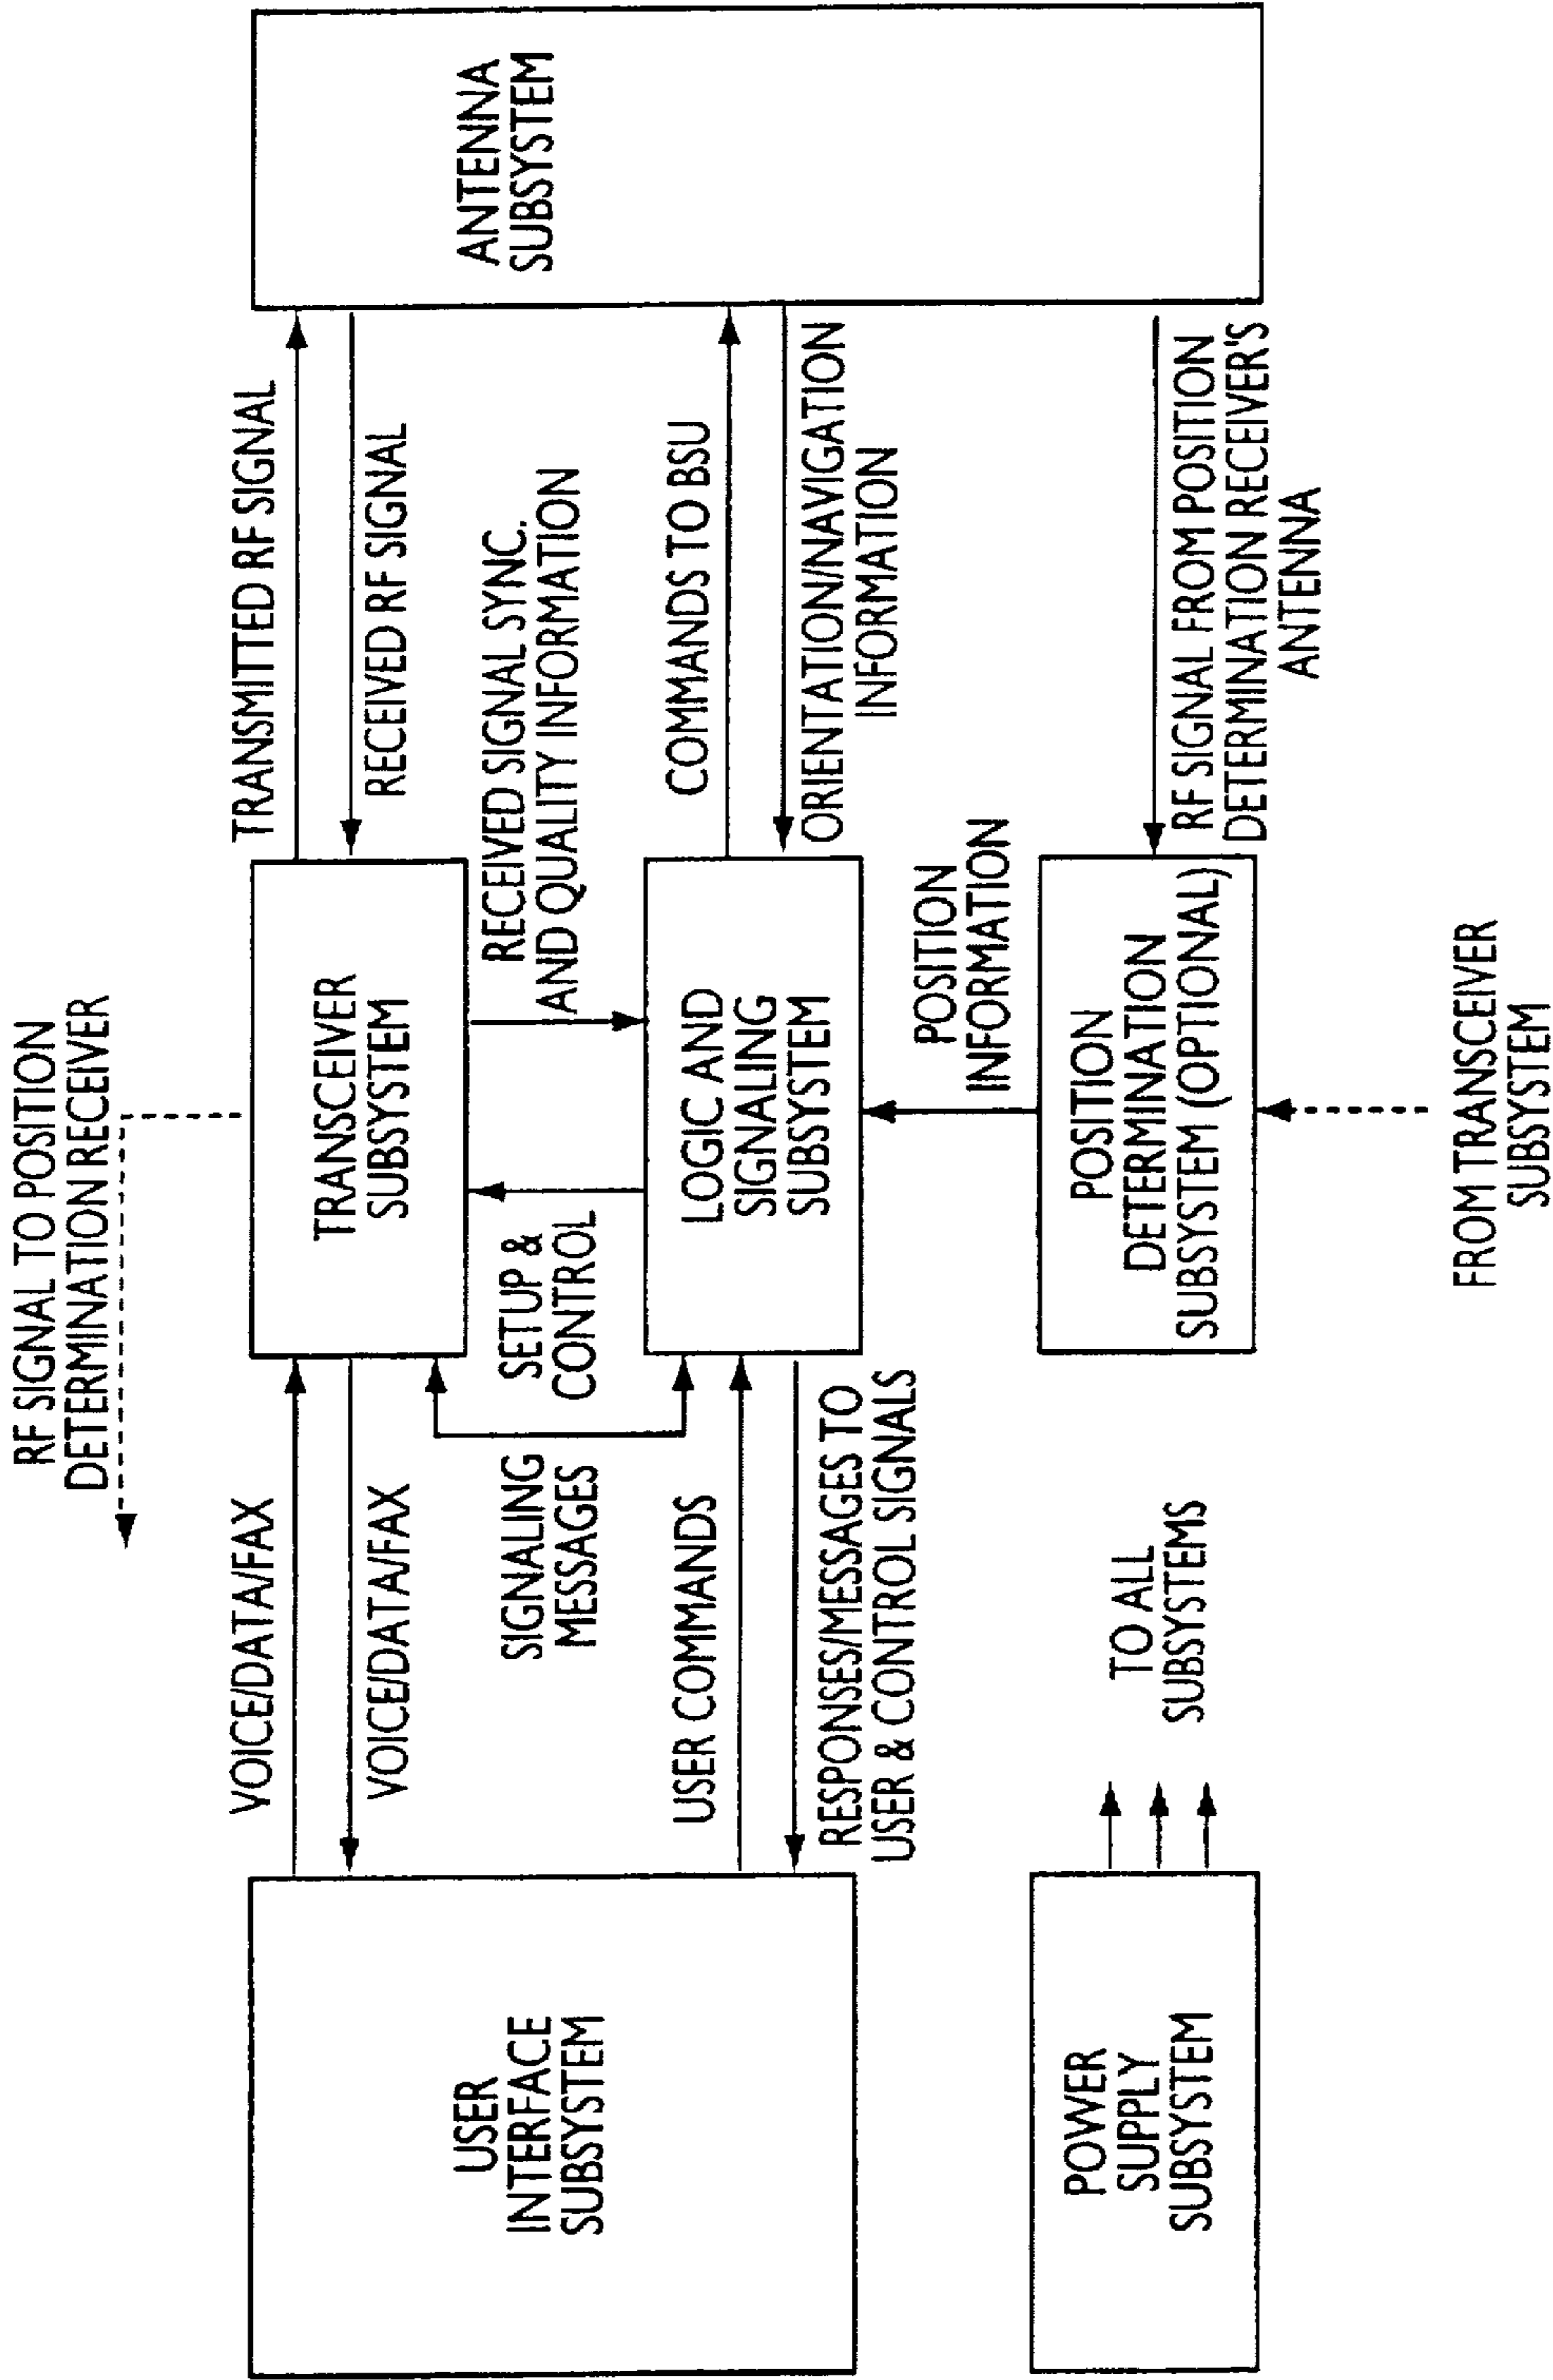 RF SIGNAL TO POSITION
DETERMINATION RECEIVER
VOICE/DATA/FAX
VOICE/DATA/FAX
TRANSMITTED RF SIGNAL
RECEIVED RF SIGNAL
TRANSCEIVER
SUBSYSTEM
RECEIVED SIGNAL SYNC.
AND QUALITY INFORMATION
SETUP &
CONTROL
SIGNALING
MESSAGES
USER
INTERFACE
SUBSYSTEM
ANTENNA
SUBSYSTEM
USER COMMANDS
RESPONSES/MESSAGES TO
USER & CONTROL SIGNALS
LOGIC AND
SIGNALING
SUBSYSTEM
COMMANDS TO BSU
ORIENTATION/NAVIGATION
INFORMATION
POSITION
INFORMATION
POWER
SUPPLY
SUBSYSTEM
TO ALL
SUBSYSTEMS
POSITION
DETERMINATION
SUBSYSTEM (OPTIONAL)
RF SIGNAL FROM POSITION
DETERMINATION RECEIVER'S
ANTENNA
FROM TRANSCEIVER
SUBSYSTEM